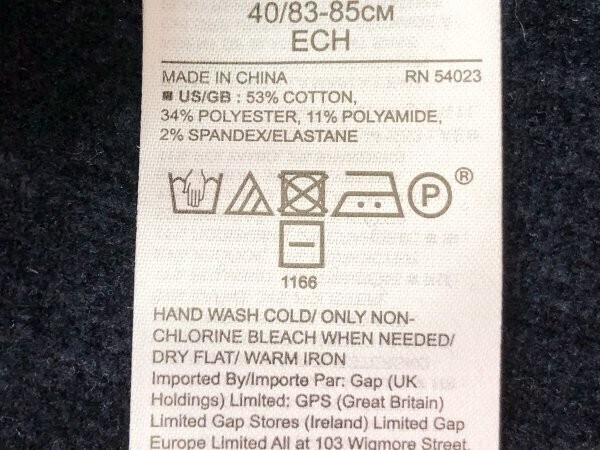 40/83-85CM
ECH
MADE IN CHINA RN 54023
US/GB : 53% COTTON,
34% POLYESTER, 11% POLYAMIDE,
2% SPANDEX/ELASTANE
P ®
1166
HAND WASH COLD/ ONLY NON-
CHLORINE BLEACH WHEN NEEDED/
DRY FLAT/ WARM IRON
Imported By/Importe Par: Gap (UK
Holdings) Limited: GPS (Great Britain)
Limited Gap Stores (Ireland) Limited Gap
Europe Limited All at 103 Wigmore Street,